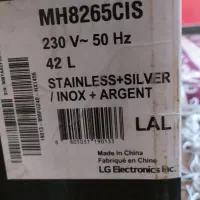 MH8265CIS
230 V~ 50 Hz
42 L
STAINLESS+SILVER
/ INOX + ARGENT
LAL
Made in China
Fabriqué en Chine
LG Electronics Inc.